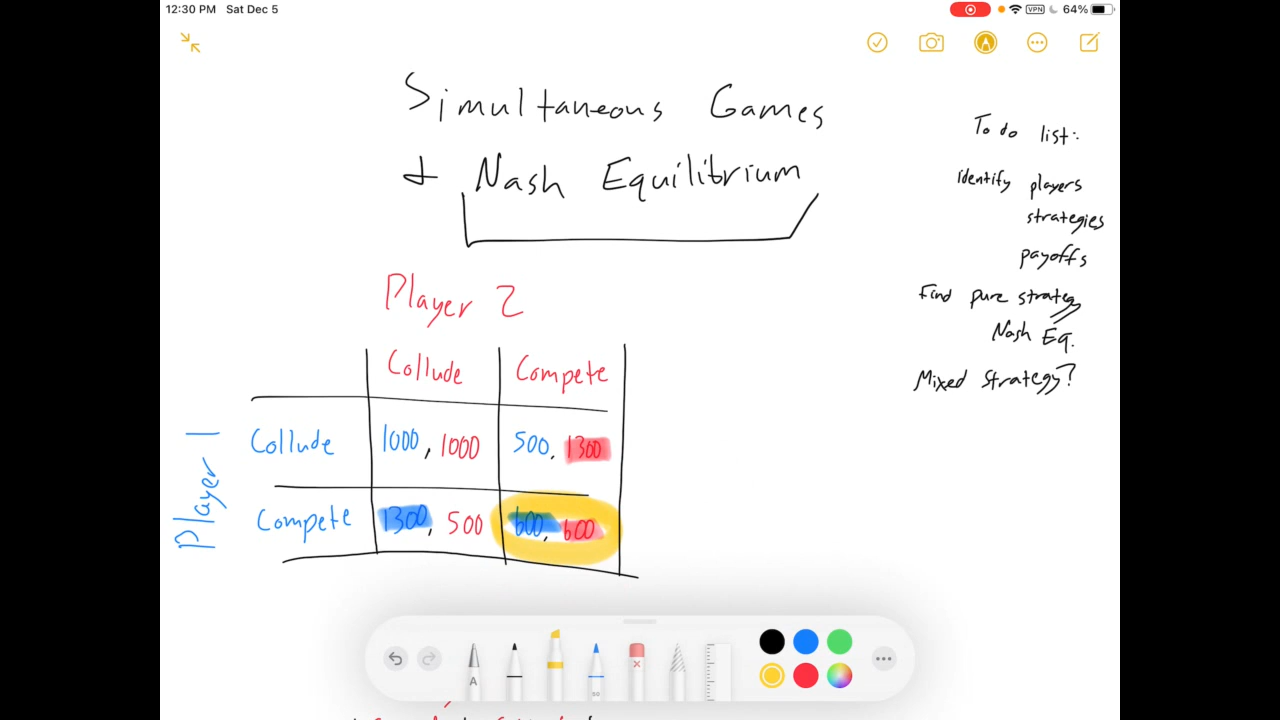 12:30 PM Sat Dec 5
VPN 64%
Simultaneous Games
+ Nash Equilibrium
To do list:
identify players
strategies
payoffs
Find pure strategy
Nash Eq.
Mixed Strategy?
Player 2
Collude Compete
Player 1
Collude 1000, 1000 500, 1300
Compete 1300, 500 600, 600
A